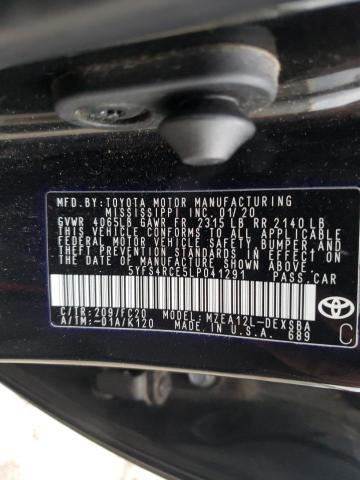 MFD.BY:TOYOTA MOTOR MANUFACTURING
MISSISSIPPI INC. 01/20
GVWR 4065LB GAWR FR 2315 LB RR 2140 LB
THIS VEHICLE CONFORMS TO ALL APPLICABLE
FEDERAL MOTOR VEHICLE SAFETY, BUMPER, AND
THEFT PREVENTION STANDARDS IN EFFECT ON
THE DATE OF MANUFACTURE SHOWN ABOVE.
5YFS4RCE5LP041291 PASS.CAR
C/TR:209/FC20 MODEL:MZEA12L-DEXSBA
A/TM:-01A/K120 MADE IN U.S.A. 689
TOYOTA
C